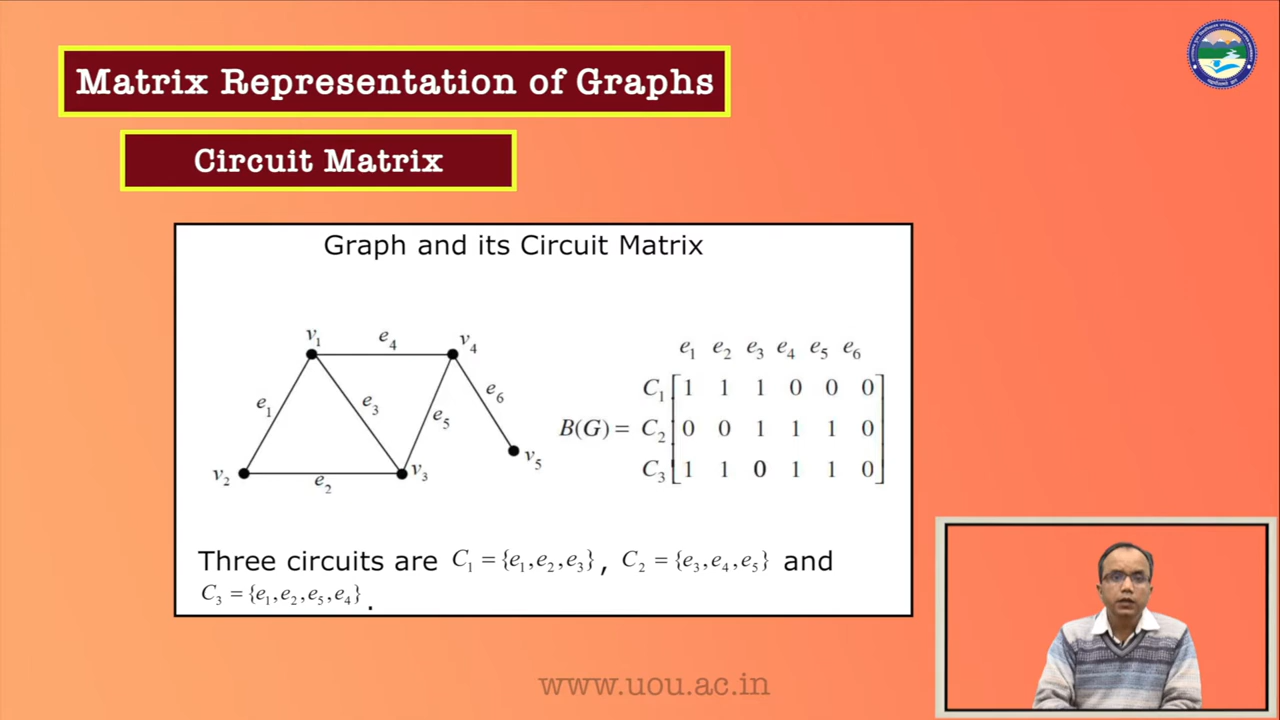 Matrix Representation of Graphs
Circuit Matrix
Graph and its Circuit Matrix
v₁ e₄ v₄
e₁ e₃ e₅ e₆
v₂ e₂ v₃ v₅
e₁ e₂ e₃ e₄ e₅ e₆
C₁ 1 1 1 0 0 0
B(G) = C₂ 0 0 1 1 1 0
C₃ 1 1 0 1 1 0
Three circuits are C₁ = {e₁,e₂,e₃}, C₂ = {e₃,e₄,e₅} and
C₃ = {e₁,e₂,e₅,e₄}.
www.uou.ac.in